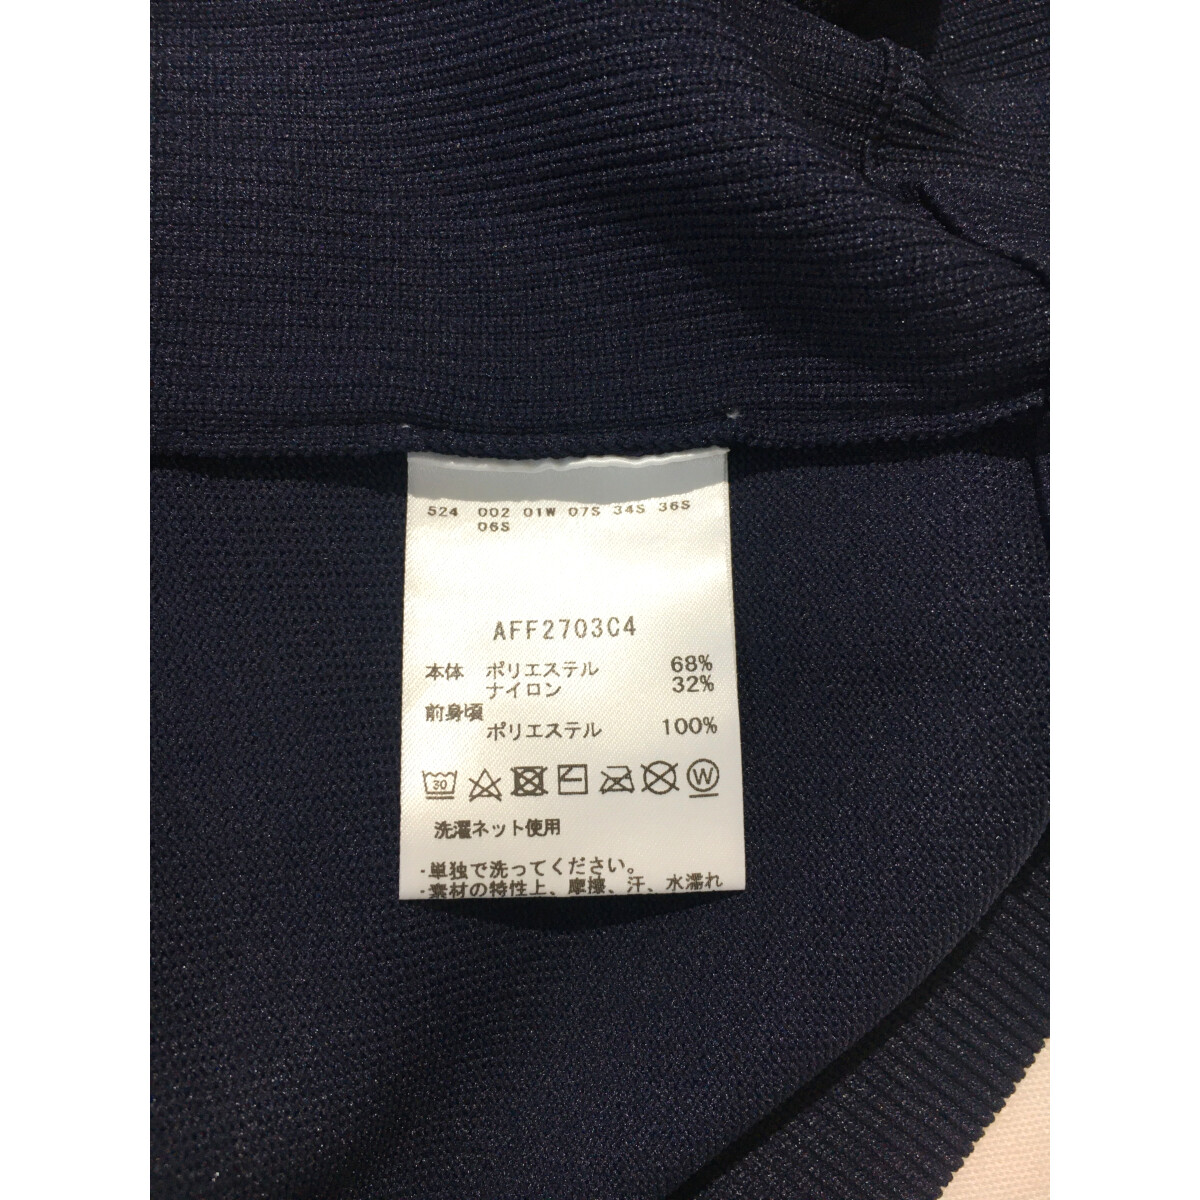 524 002 01W 07S 34S 36S
06S
AFF2703C4
本体 ポリエステル 68%
ナイロン 32%
前身頃
ポリエステル 100%
30
W
洗濯ネット使用
・単独で洗ってください。
・素材の特性上、摩擦、汗、水濡れ